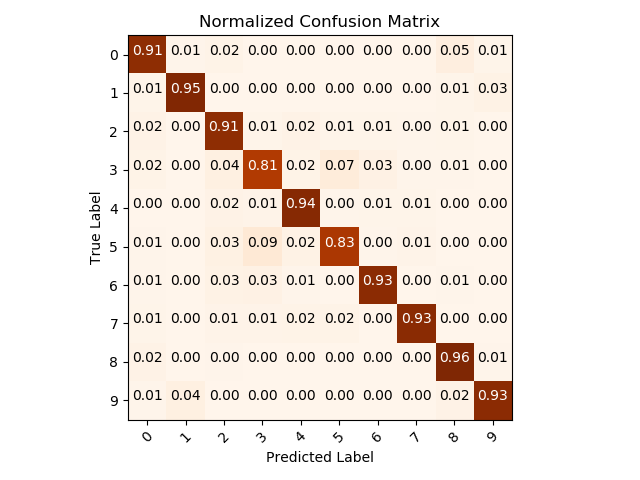 Normalized Confusion Matrix
0 0.91 0.01 0.02 0.00 0.00 0.00 0.00 0.00 0.05 0.01
1 0.01 0.95 0.00 0.00 0.00 0.00 0.00 0.00 0.01 0.03
2 0.02 0.00 0.91 0.01 0.02 0.01 0.01 0.00 0.01 0.00
3 0.02 0.00 0.04 0.81 0.02 0.07 0.03 0.00 0.01 0.00
4 0.00 0.00 0.02 0.01 0.94 0.00 0.01 0.01 0.00 0.00
True Label
5 0.01 0.00 0.03 0.09 0.02 0.83 0.00 0.01 0.00 0.00
6 0.01 0.00 0.03 0.03 0.01 0.00 0.93 0.00 0.01 0.00
7 0.01 0.00 0.01 0.01 0.02 0.02 0.00 0.93 0.00 0.00
8 0.02 0.00 0.00 0.00 0.00 0.00 0.00 0.00 0.96 0.01
9 0.01 0.04 0.00 0.00 0.00 0.00 0.00 0.00 0.02 0.93
0 1 2 3 4 5 6 7 8 9
Predicted Label